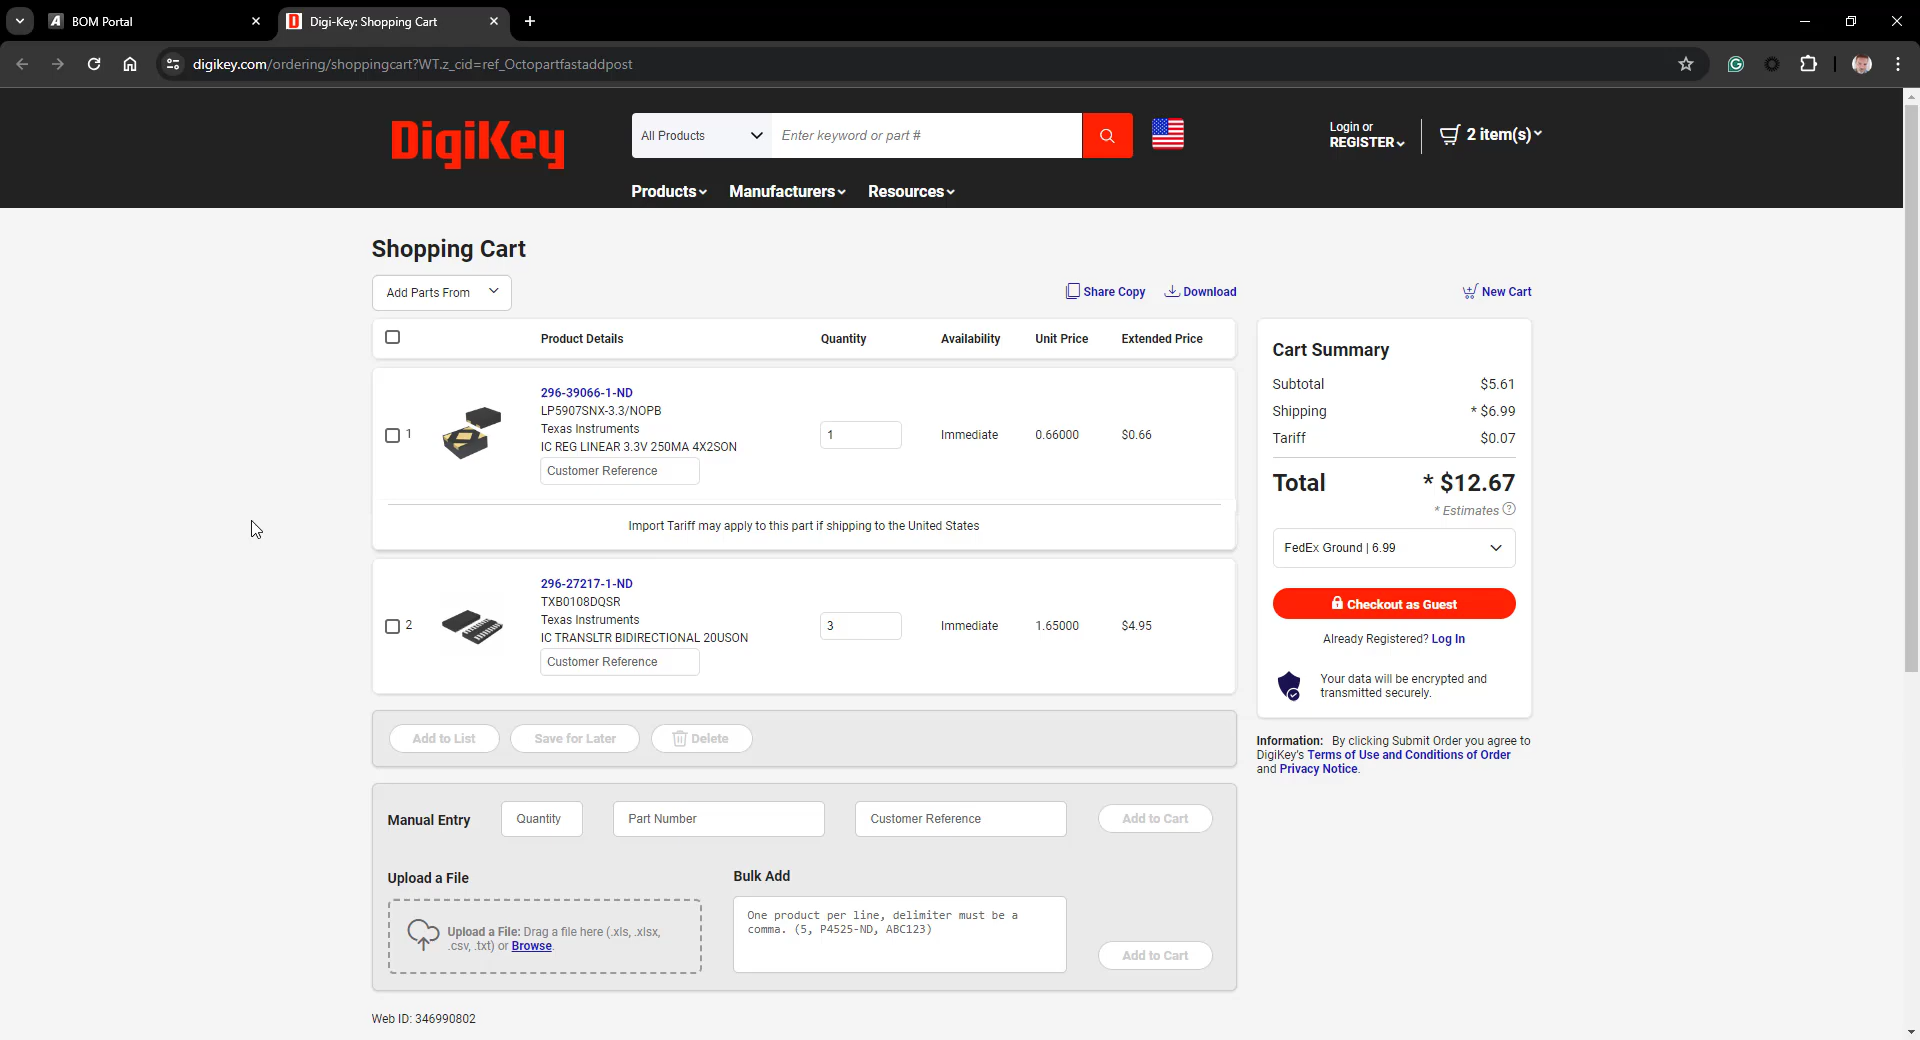 BOM Portal
Digi-Key: Shopping Cart
digikey.com/ordering/shoppingcart?WT.z_cid=ref_Octopartfastaddpost
DigiKey
All Products
Enter keyword or part #
Login or
REGISTER
2 item(s)
Products
Manufacturers
Resources
Shopping Cart
Add Parts From
Share Copy
Download
New Cart
Product Details
Quantity
Availability
Unit Price
Extended Price
1
296-39066-1-ND
LP5907SNX-3.3/NOPB
Texas Instruments
IC REG LINEAR 3.3V 250MA 4X2SON
Customer Reference
1
Immediate
0.66000
$0.66
Import Tariff may apply to this part if shipping to the United States
2
296-27217-1-ND
TXB0108DQSR
Texas Instruments
IC TRANSLTR BIDIRECTIONAL 20USON
Customer Reference
3
Immediate
1.65000
$4.95
Add to List
Save for Later
Delete
Manual Entry
Quantity
Part Number
Customer Reference
Add to Cart
Upload a File
Upload a File: Drag a file here (.xls, .xlsx,
.csv, .txt) or Browse.
Bulk Add
One product per line, delimiter must be a
comma. (5, P4525-ND, ABC123)
Add to Cart
Web ID: 346990802
Cart Summary
Subtotal $5.61
Shipping * $6.99
Tariff $0.07
Total * $12.67
* Estimates
FedEx Ground | 6.99
Checkout as Guest
Already Registered? Log In
Your data will be encrypted and
transmitted securely.
Information: By clicking Submit Order you agree to
DigiKey's Terms of Use and Conditions of Order
and Privacy Notice.